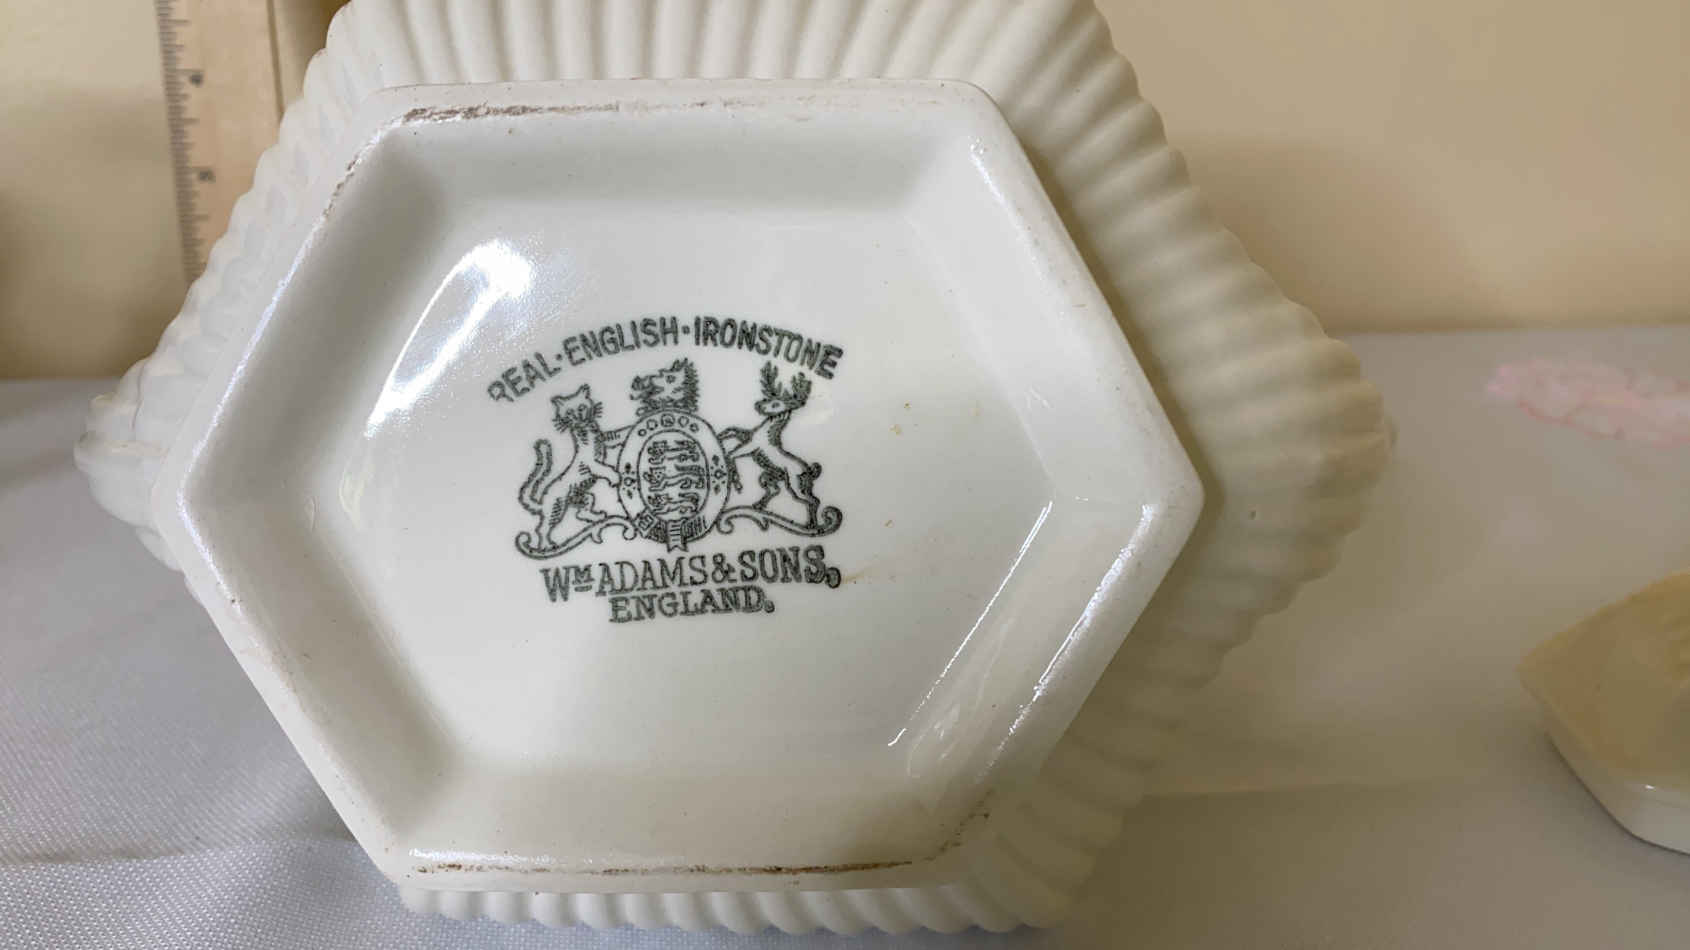 REAL·ENGLISH·IRONSTONE
WM ADAMS & SONS,
ENGLAND.